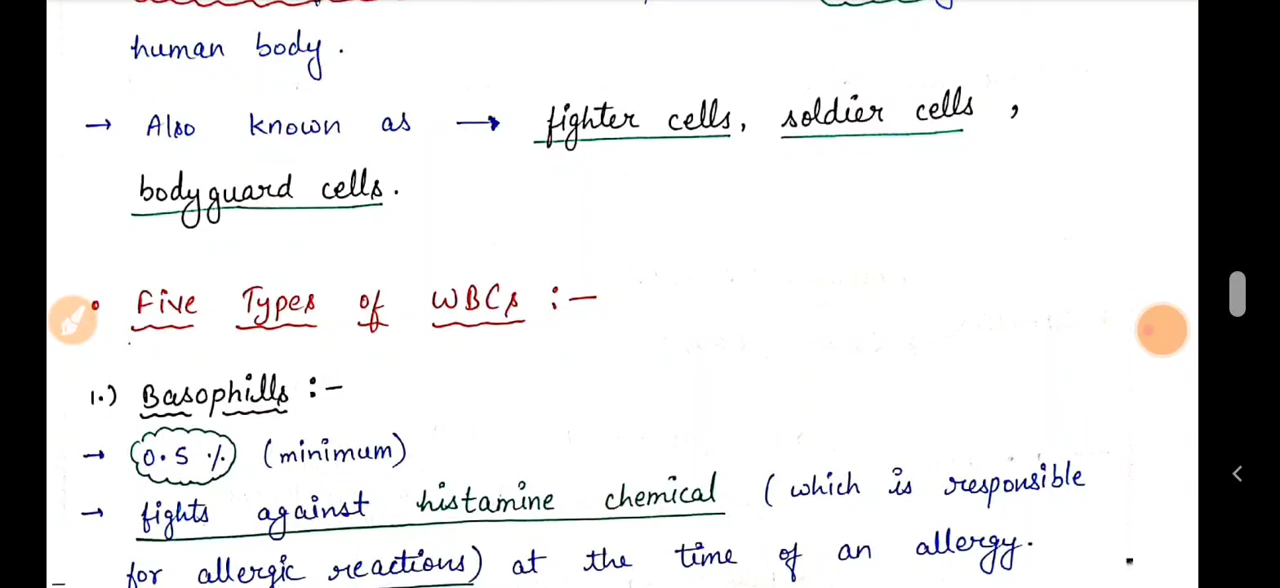 human body.
→ Also known as → fighter cells, soldier cells,
bodyguard cells.
• Five Types of WBCs :-
1.) Basophills :-
→ 0.5 % (minimum)
→ fights against histamine chemical (which is responsible
for allergic reactions) at the time of an allergy.